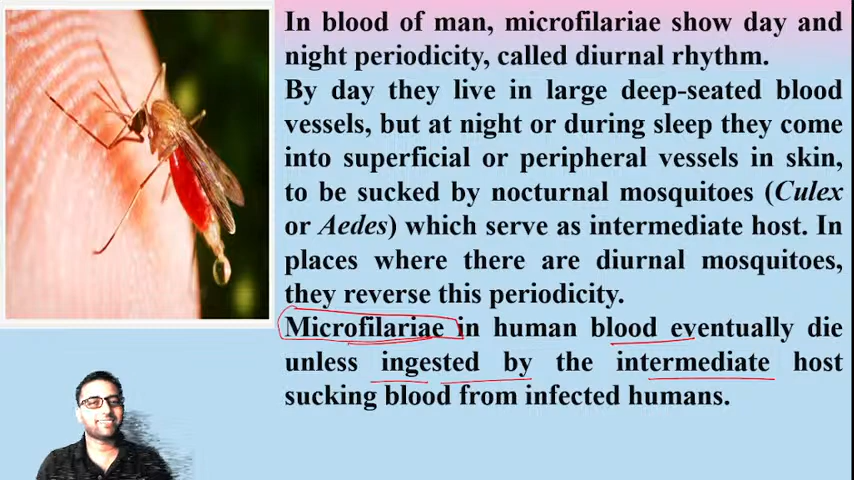 In blood of man, microfilariae show day and
night periodicity, called diurnal rhythm.
By day they live in large deep-seated blood
vessels, but at night or during sleep they come
into superficial or peripheral vessels in skin,
to be sucked by nocturnal mosquitoes (Culex
or Aedes) which serve as intermediate host. In
places where there are diurnal mosquitoes,
they reverse this periodicity.
Microfilariae in human blood eventually die
unless ingested by the intermediate host
sucking blood from infected humans.